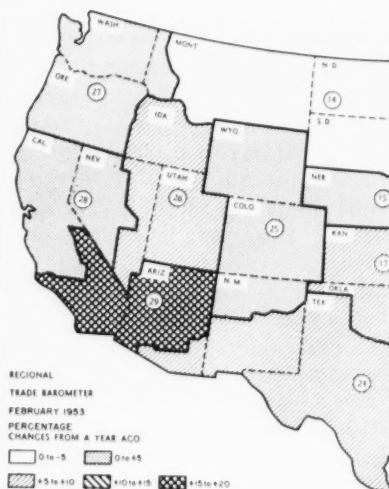 WASH.
MONT.
N. D.
ORE.
27
14
IDA.
S. D.
WYO.
CAL.
NEV.
NEB.
15
UTAH
28
26
COLO.
25
KAN.
17
ARIZ.
29
N. M.
OKLA.
TEX.
24
REGIONAL
TRADE BAROMETER
FEBRUARY 1953
PERCENTAGE
CHANGES FROM A YEAR AGO
0 to -5 0 to +5
+5 to +10 +10 to +15 +15 to +20